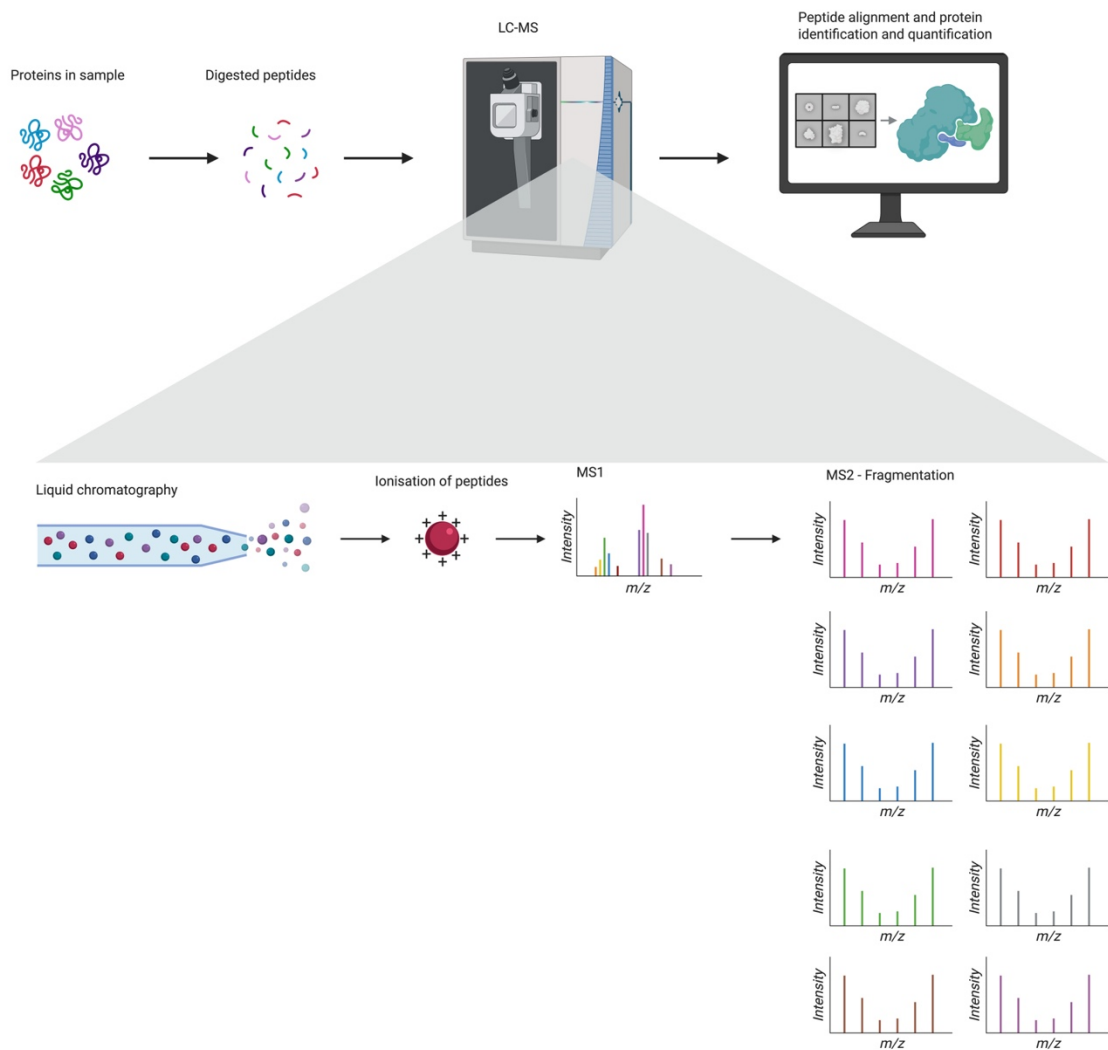 LC-MS
Peptide alignment and protein
identification and quantification
Proteins in sample
Digested peptides
Liquid chromatography
Ionisation of peptides
MS1
MS2 - Fragmentation
+ + + + + + + +
Intensity
m/z
Intensity
m/z
Intensity
m/z
Intensity
m/z
Intensity
m/z
Intensity
m/z
Intensity
m/z
Intensity
m/z
Intensity
m/z
Intensity
m/z
Intensity
m/z